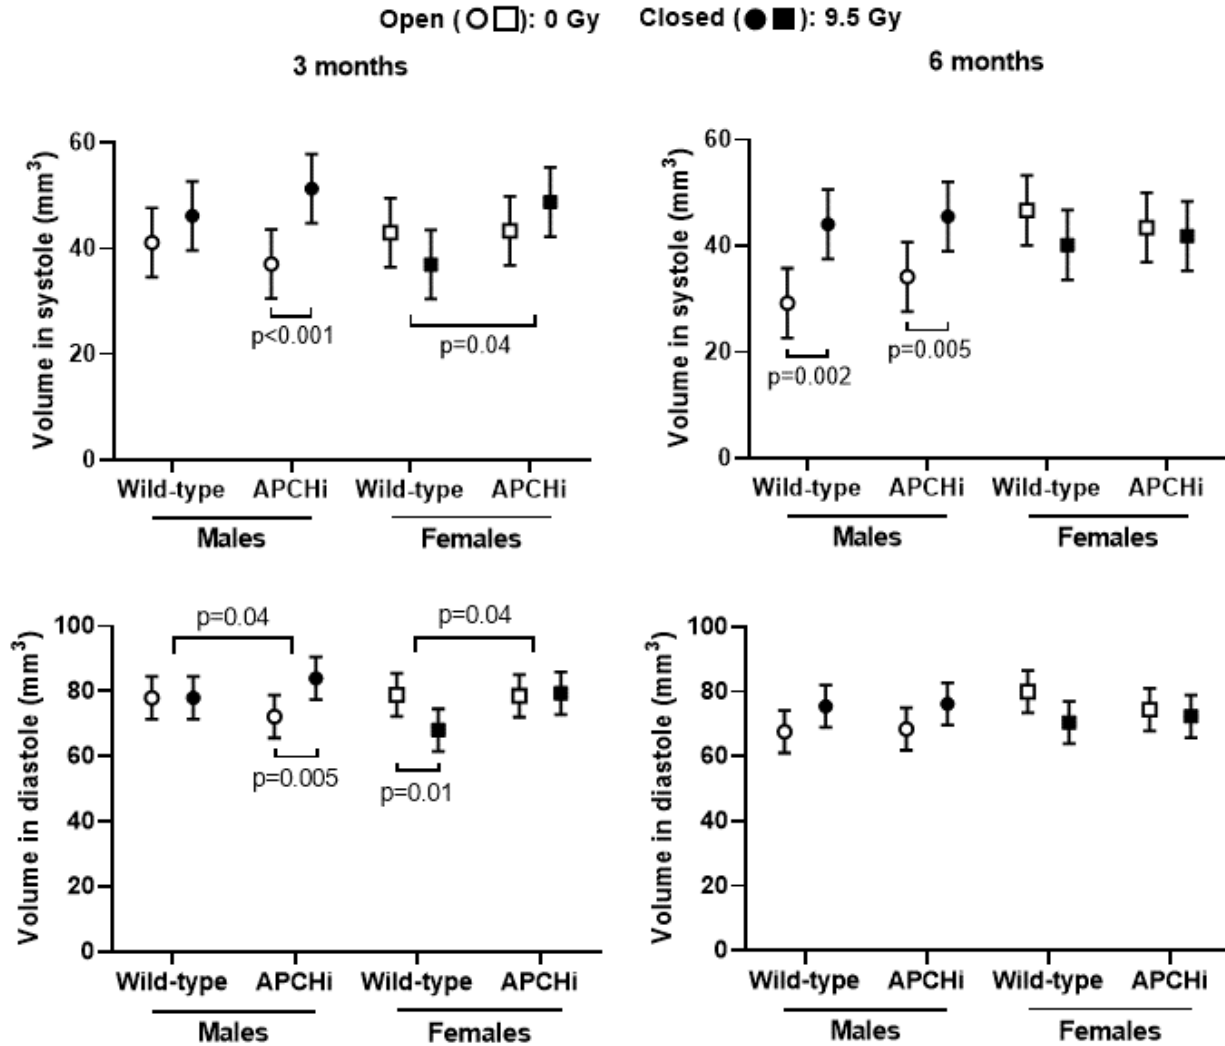 Open (○□): 0 Gy Closed (●■): 9.5 Gy
3 months
6 months
Volume in systole (mm³)
60
40
20
0
p<0.001
p=0.04
Wild-type APCHi Wild-type APCHi
Males Females
Volume in systole (mm³)
60
40
20
0
p=0.002
p=0.005
Wild-type APCHi Wild-type APCHi
Males Females
Volume in diastole (mm³)
100
80
60
40
20
0
p=0.04
p=0.04
p=0.005
p=0.01
Wild-type APCHi Wild-type APCHi
Males Females
Volume in diastole (mm³)
100
80
60
40
20
0
Wild-type APCHi Wild-type APCHi
Males Females